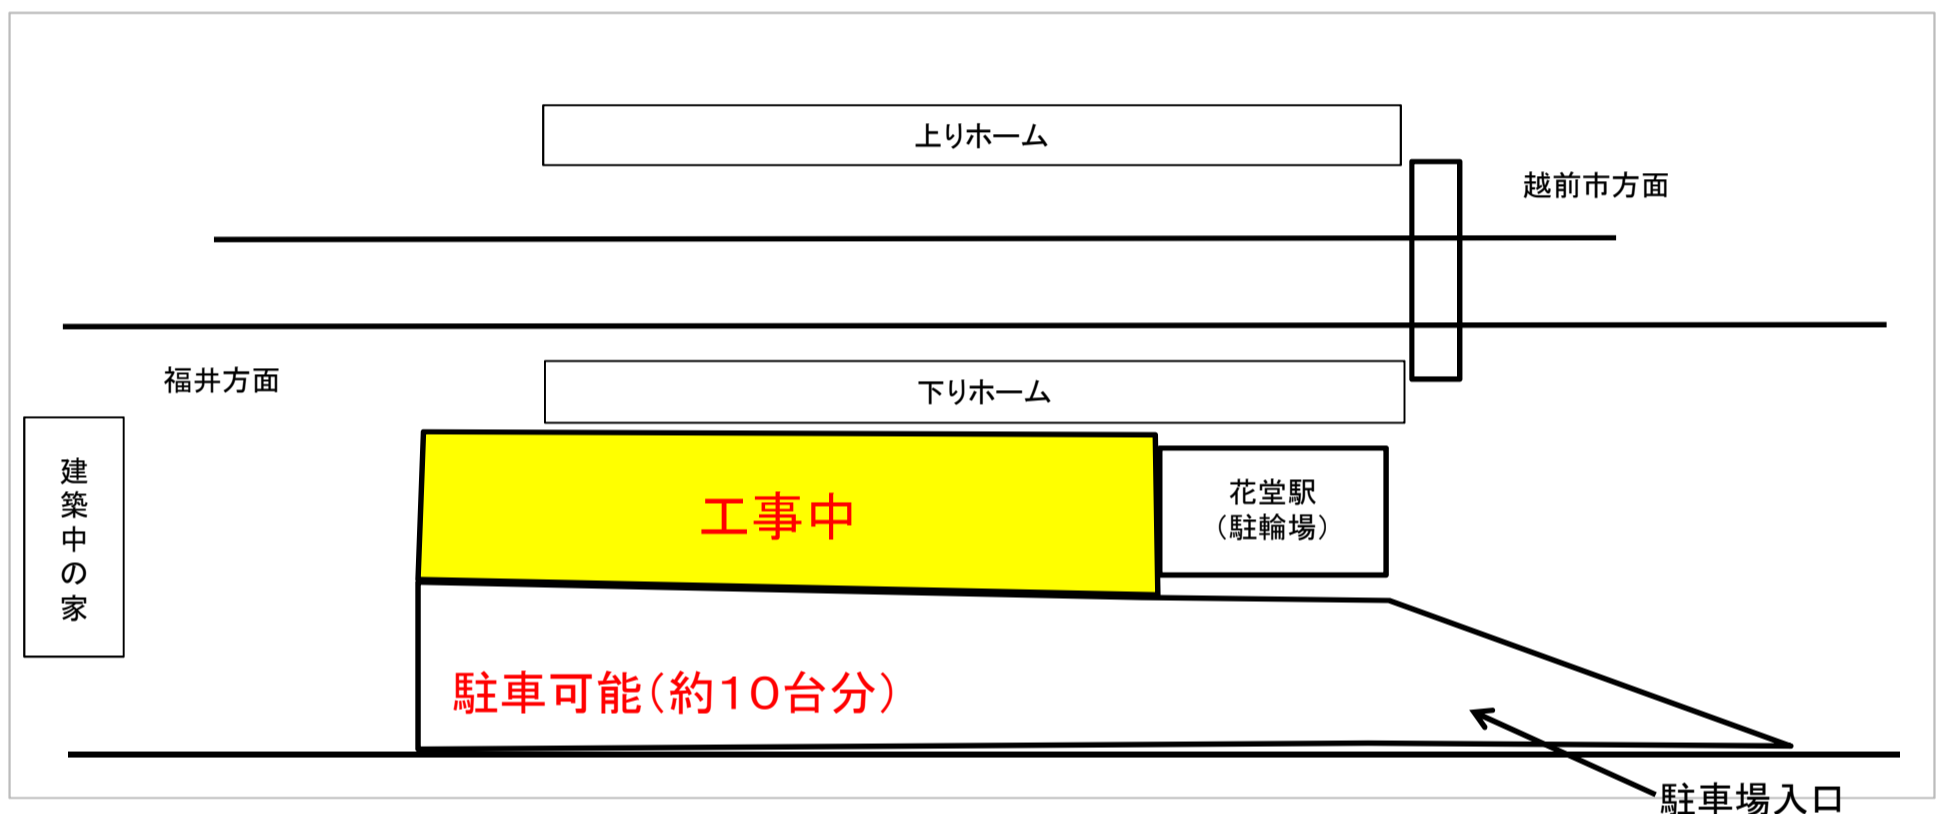 上りホーム
越前市方面
福井方面
下りホーム
建築中の家
工事中
花堂駅
（駐輪場）
駐車可能（約１０台分）
駐車場入口